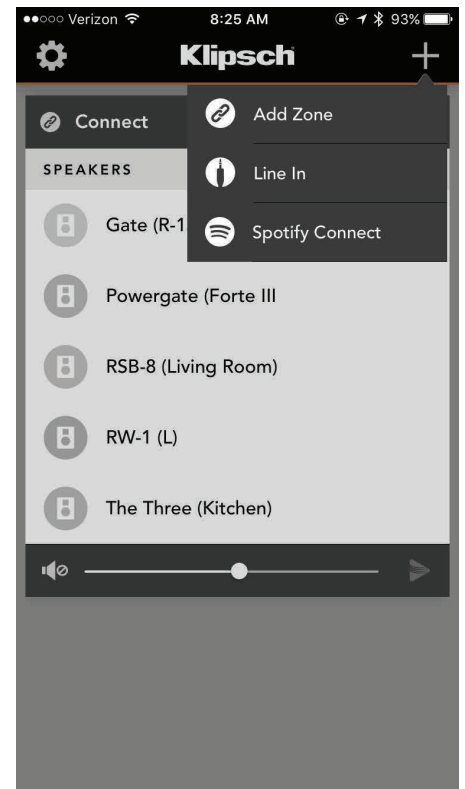 ●●○○○ Verizon 8:25 AM 93%
Klipsch
Connect
Add Zone
SPEAKERS
Line In
Gate (R-1
Spotify Connect
Powergate (Forte III
RSB-8 (Living Room)
RW-1 (L)
The Three (Kitchen)